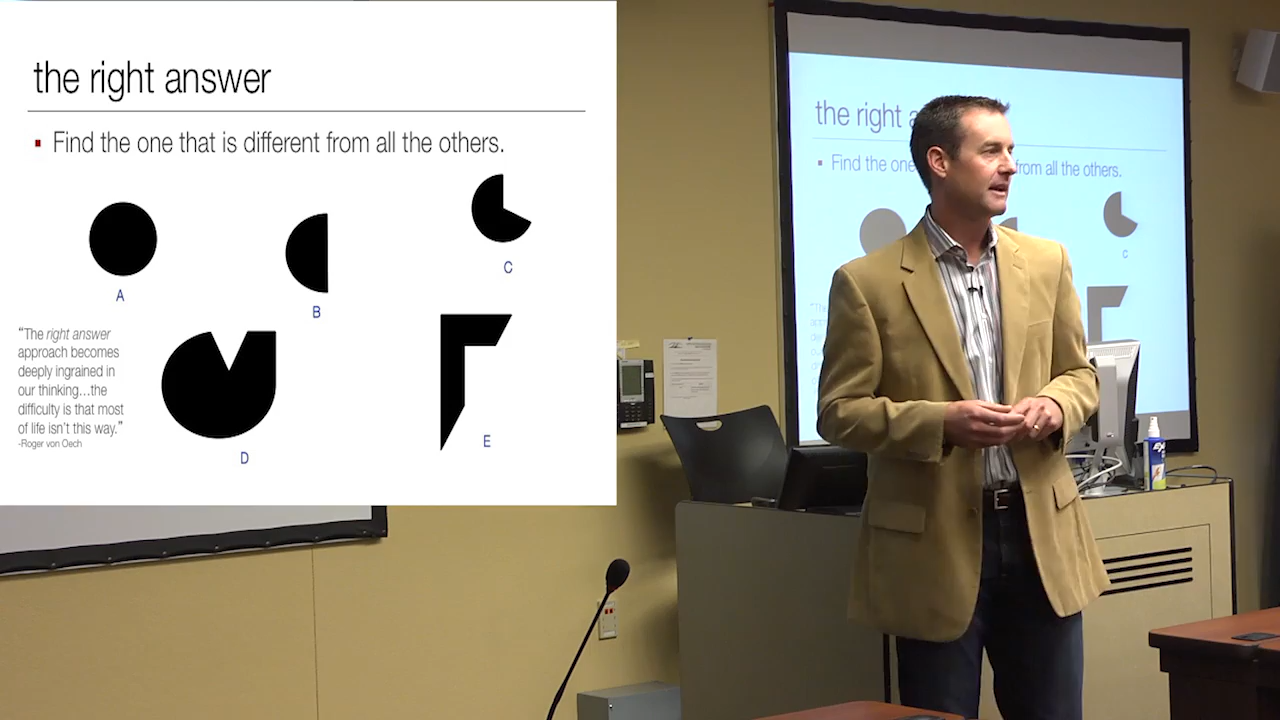 the right answer
▪ Find the one that is different from all the others.
A
B
C
“The right answer
approach becomes
deeply ingrained in
our thinking…the
difficulty is that most
of life isn’t this way.”
-Roger von Oech
D
E
the right a
▪ Find the one
from all the others.
C